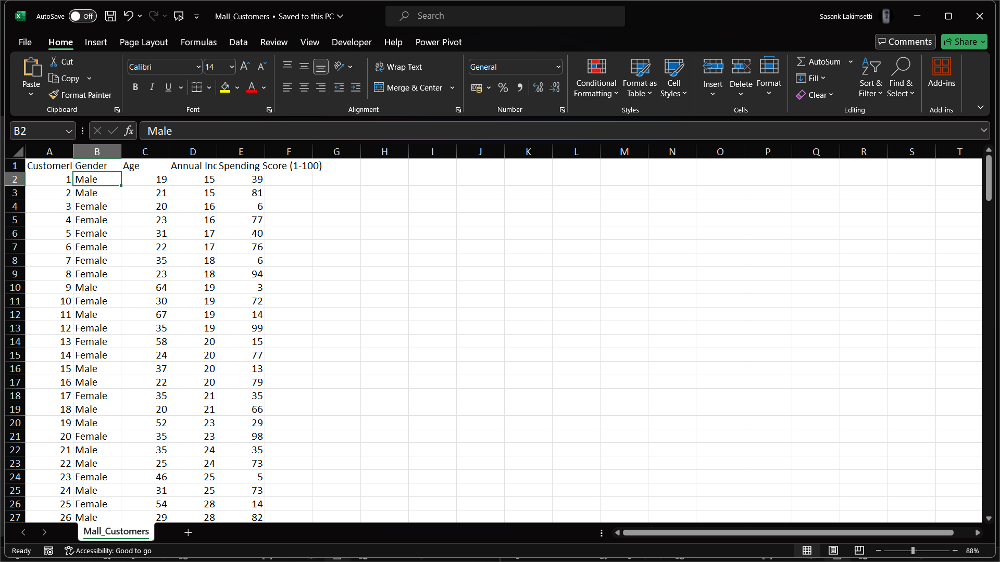 AutoSave Off Mall_Customers • Saved to this PC Search Sasank Lakimsetti
File Home Insert Page Layout Formulas Data Review View Developer Help Power Pivot Comments Share
Paste Cut Copy Format Painter Clipboard
Calibri 14 B I U A Font
Wrap Text Merge & Center Alignment
General % Number
Conditional Formatting Format as Table Cell Styles Styles
Insert Delete Format Cells
AutoSum Fill Clear Sort & Filter Find & Select Editing
Add-ins Add-ins
B2 fx Male
A B C D E F G H I J K L M N O P Q R S T
1 CustomerI Gender Age Annual Inc Spending Score (1-100)
2 1 Male 19 15 39
3 2 Male 21 15 81
4 3 Female 20 16 6
5 4 Female 23 16 77
6 5 Female 31 17 40
7 6 Female 22 17 76
8 7 Female 35 18 6
9 8 Female 23 18 94
10 9 Male 64 19 3
11 10 Female 30 19 72
12 11 Male 67 19 14
13 12 Female 35 19 99
14 13 Female 58 20 15
15 14 Female 24 20 77
16 15 Male 37 20 13
17 16 Male 22 20 79
18 17 Female 35 21 35
19 18 Male 20 21 66
20 19 Male 52 23 29
21 20 Female 35 23 98
22 21 Male 35 24 35
23 22 Male 25 24 73
24 23 Female 46 25 5
25 24 Male 31 25 73
26 25 Female 54 28 14
27 26 Male 29 28 82
Mall_Customers
Ready Accessibility: Good to go 88%